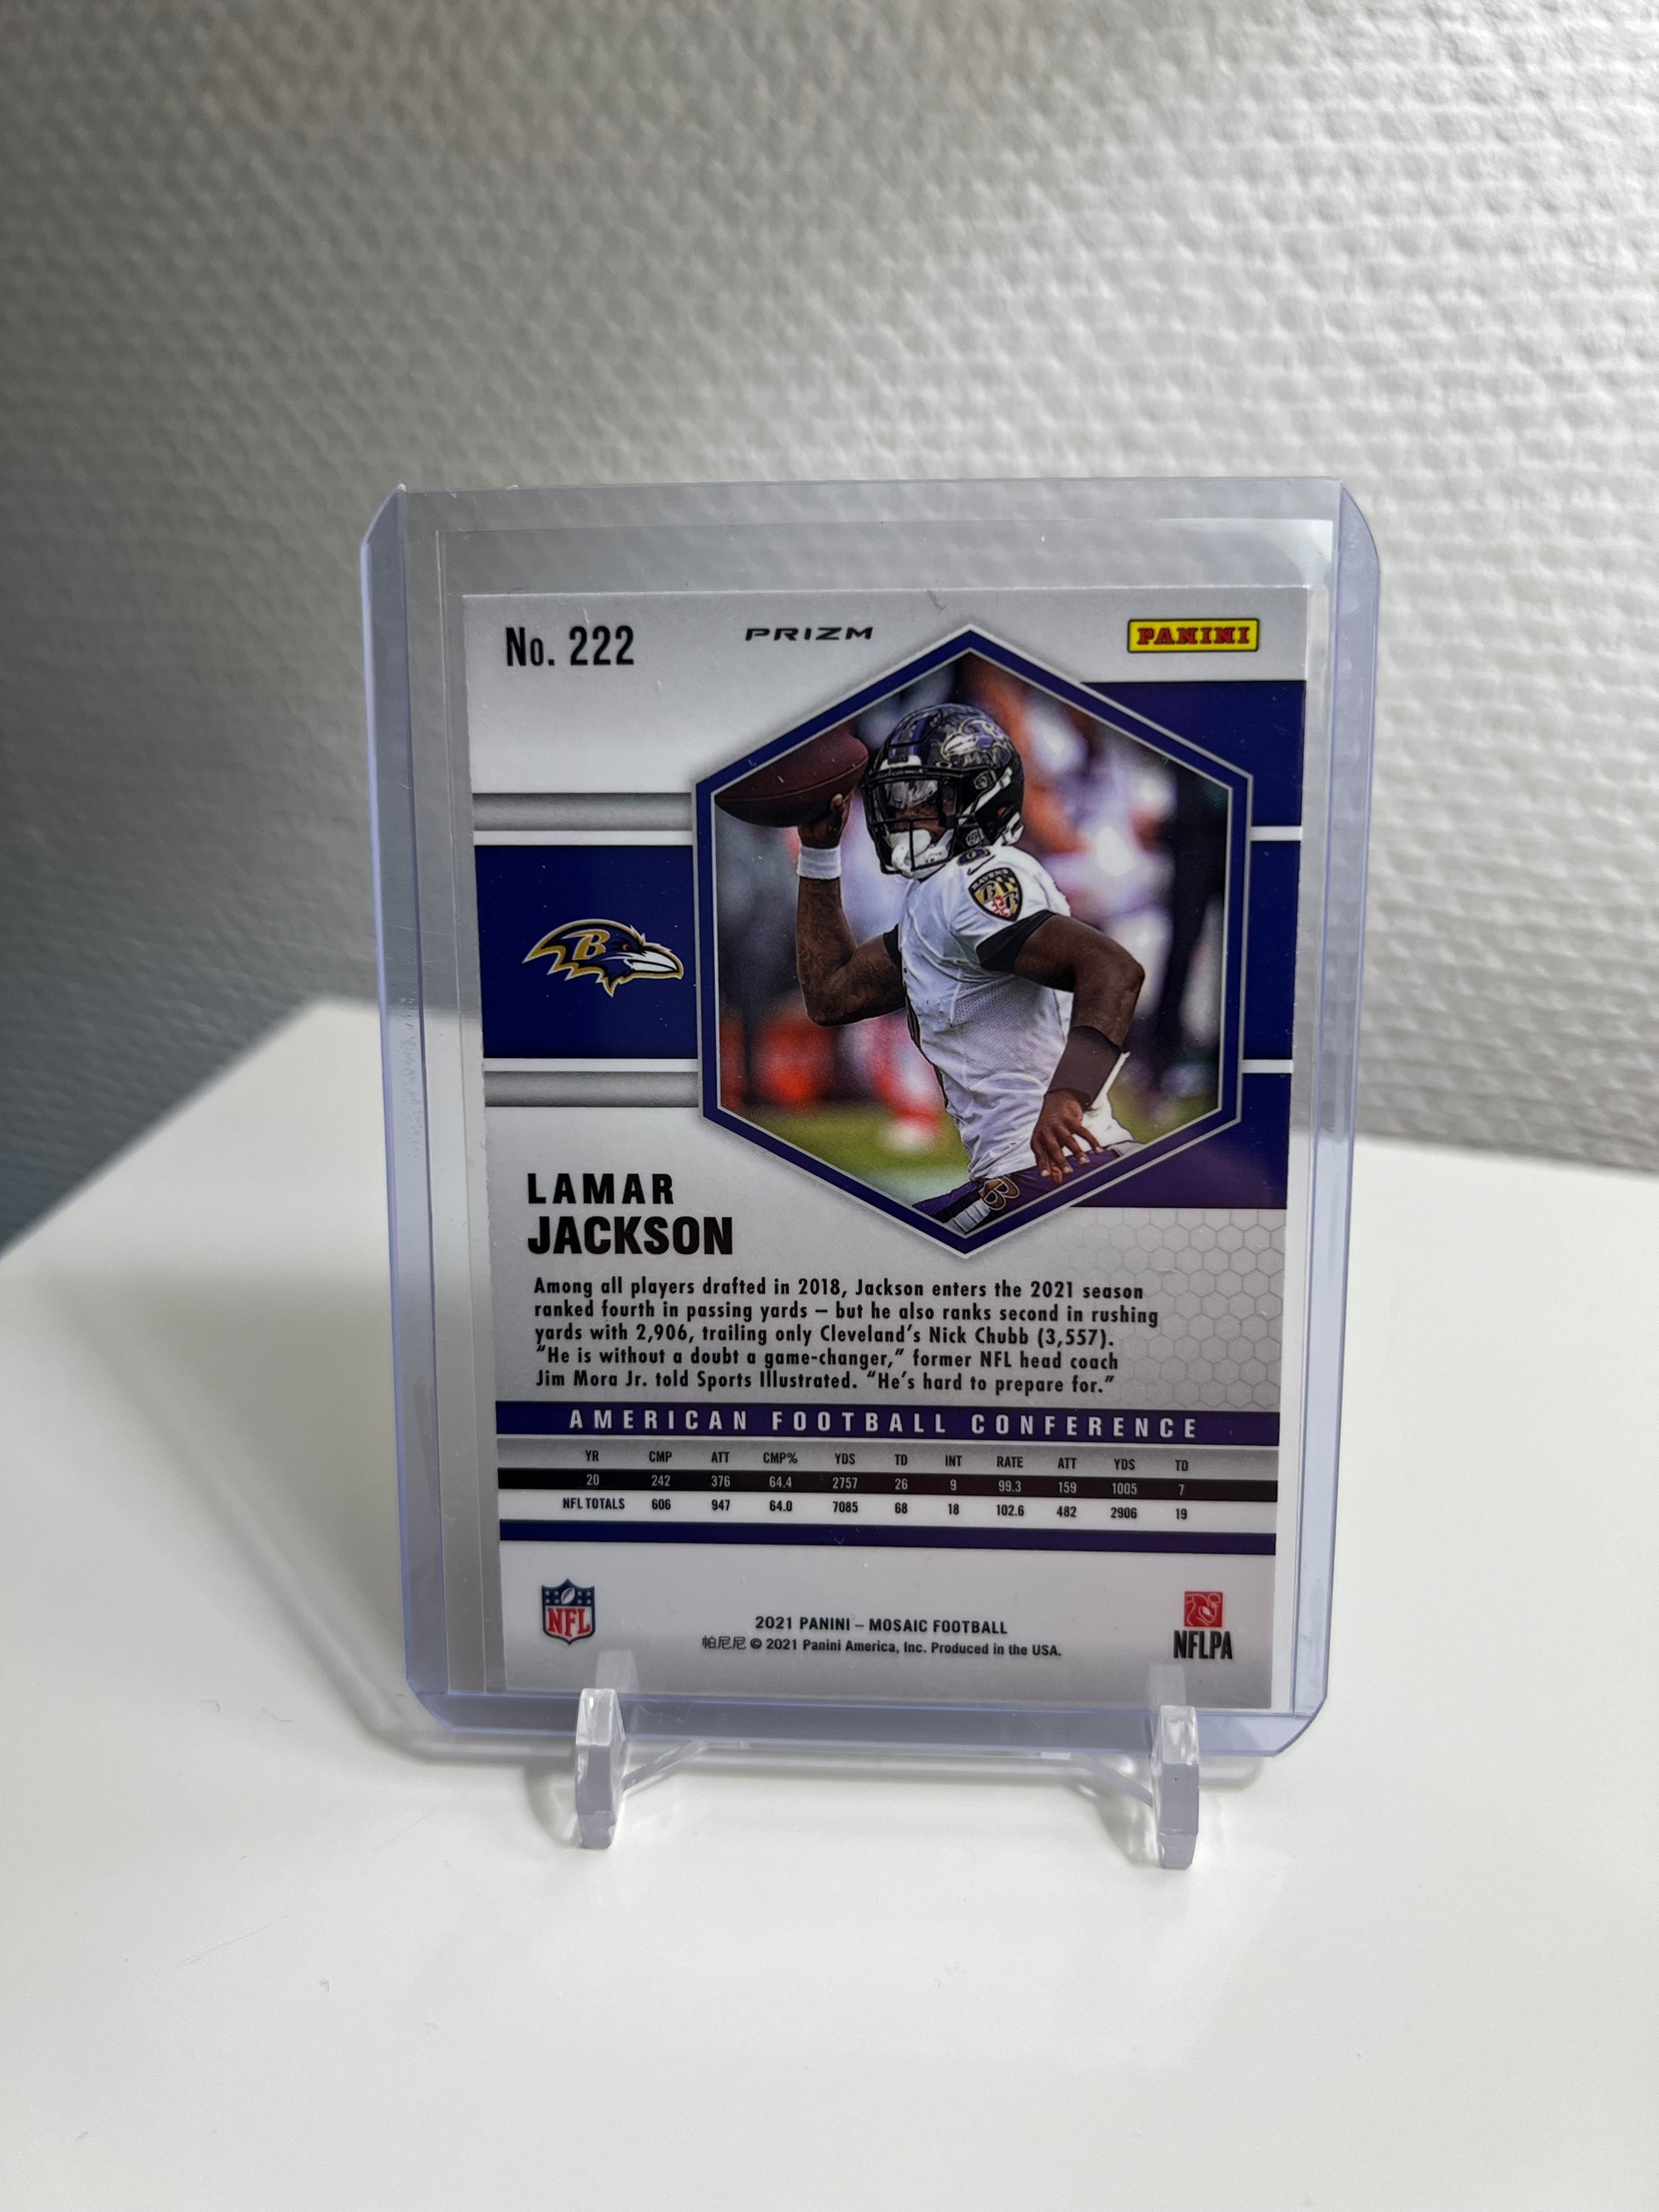 No. 222
PRIZM
PANINI
B
RAVENS
B
LAMAR
JACKSON
Among all players drafted in 2018, Jackson enters the 2021 season
ranked fourth in passing yards – but he also ranks second in rushing
yards with 2,906, trailing only Cleveland's Nick Chubb (3,557).
"He is without a doubt a game-changer," former NFL head coach
Jim Mora Jr. told Sports Illustrated. "He's hard to prepare for."
AMERICAN FOOTBALL CONFERENCE
YR CMP ATT CMP% YDS TD INT RATE ATT YDS TD
20 242 376 64.4 2757 26 9 99.3 159 1005 7
NFL TOTALS 606 947 64.0 7085 68 18 102.6 482 2906 19
NFL
2021 PANINI – MOSAIC FOOTBALL
帕尼尼 © 2021 Panini America, Inc. Produced in the USA.
NFLPA